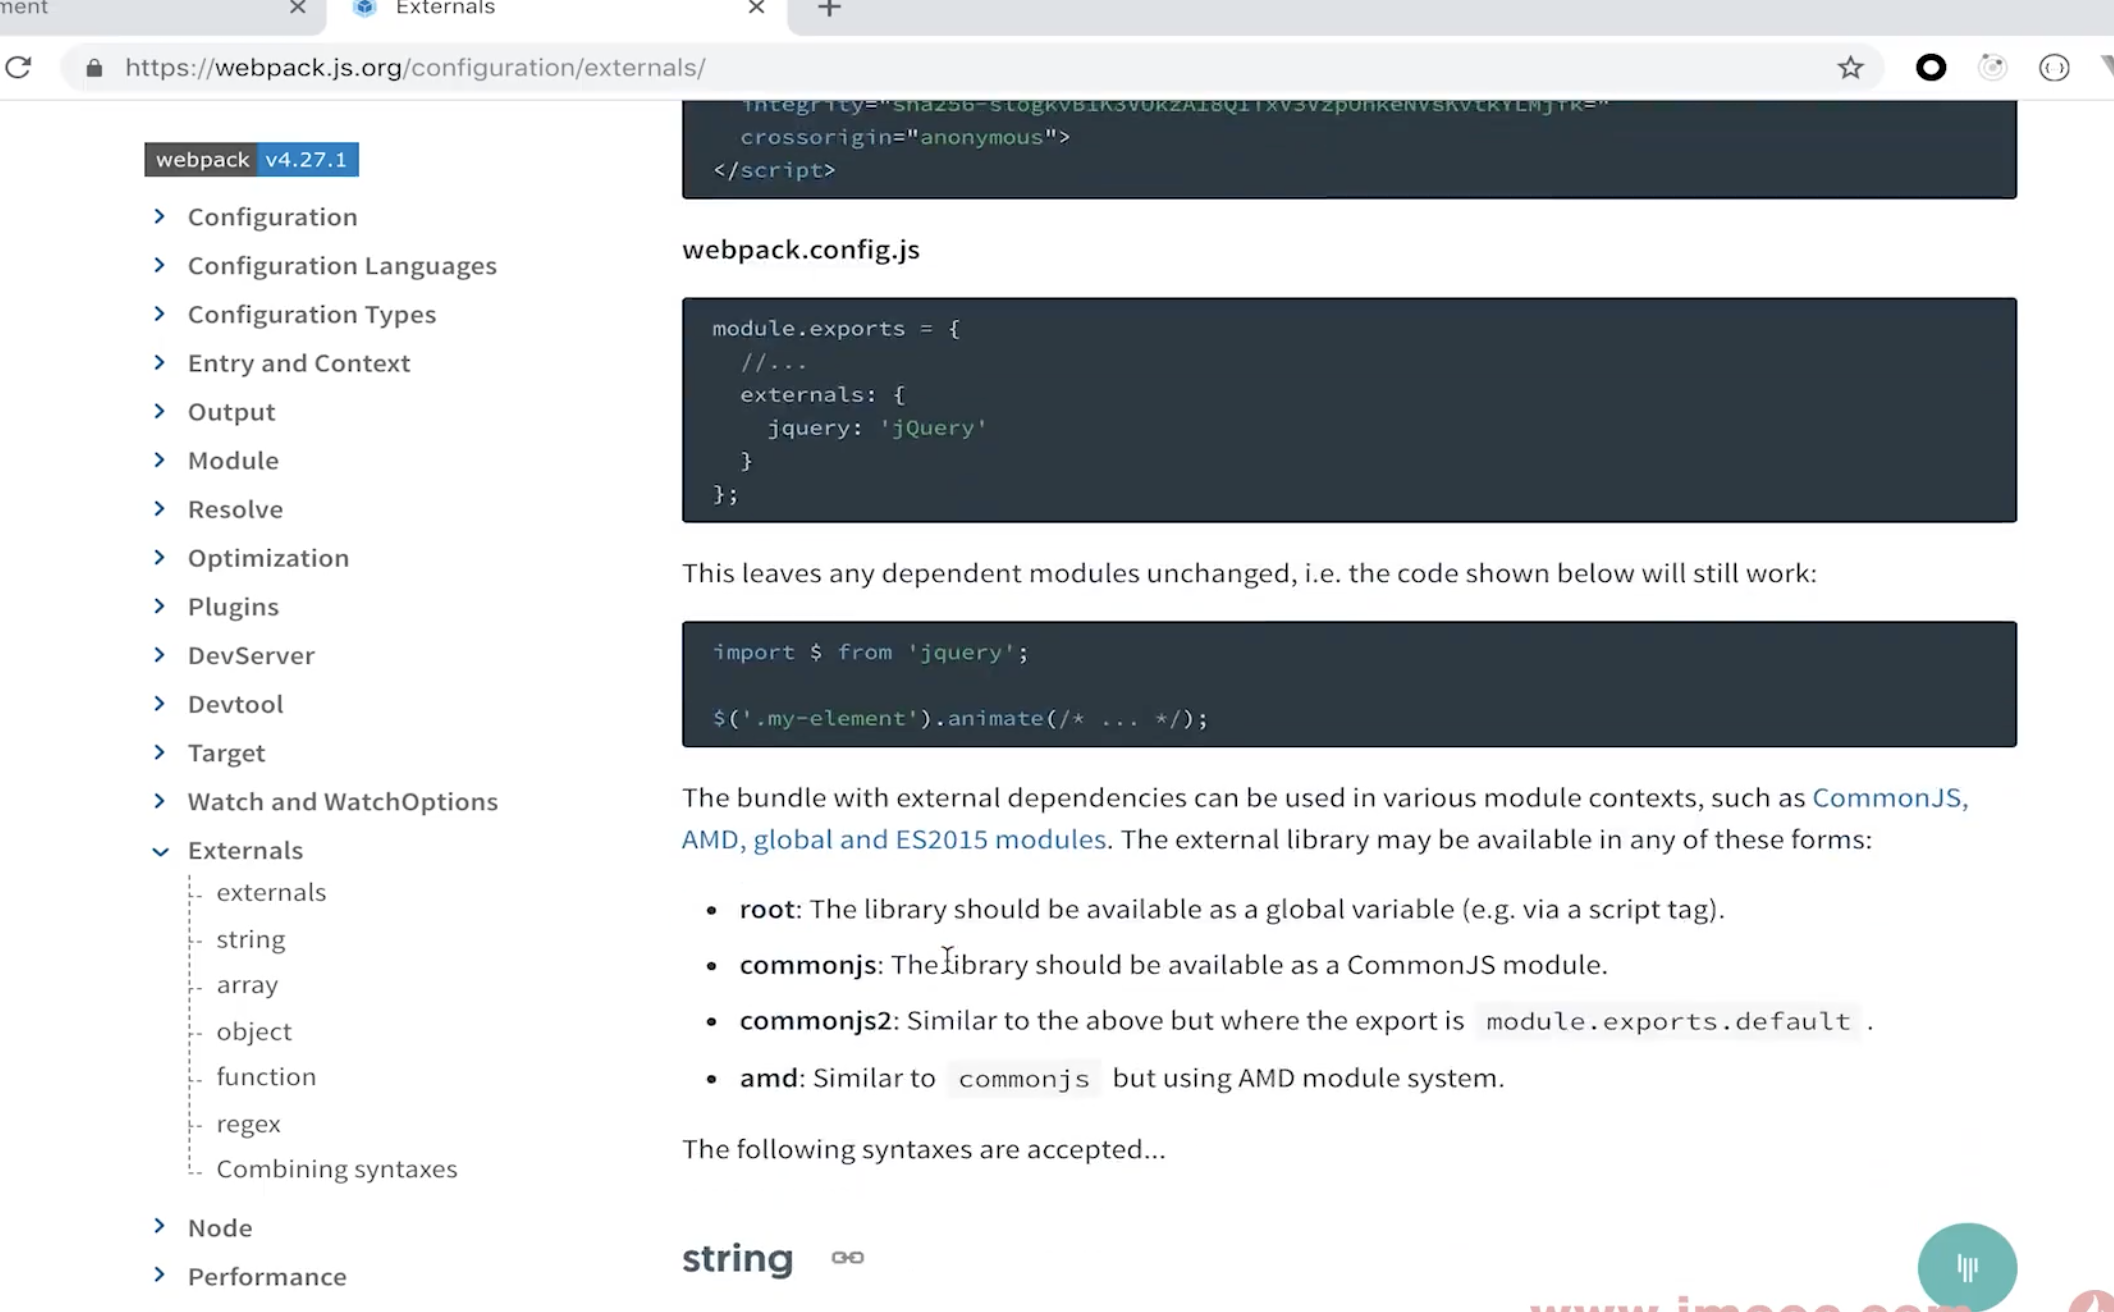 ment
Externals
https://webpack.js.org/configuration/externals/
webpack v4.27.1
Configuration
Configuration Languages
Configuration Types
Entry and Context
Output
Module
Resolve
Optimization
Plugins
DevServer
Devtool
Target
Watch and WatchOptions
Externals
externals
string
array
object
function
regex
Combining syntaxes
Node
Performance
crossorigin="anonymous">
</script>
webpack.config.js
module.exports = {
//...
externals: {
jquery: 'jQuery'
}
};
This leaves any dependent modules unchanged, i.e. the code shown below will still work:
import $ from 'jquery';
$('.my-element').animate(/* ... */);
The bundle with external dependencies can be used in various module contexts, such as CommonJS,
AMD, global and ES2015 modules. The external library may be available in any of these forms:
root: The library should be available as a global variable (e.g. via a script tag).
commonjs: The library should be available as a CommonJS module.
commonjs2: Similar to the above but where the export is module.exports.default .
amd: Similar to commonjs but using AMD module system.
The following syntaxes are accepted...
string